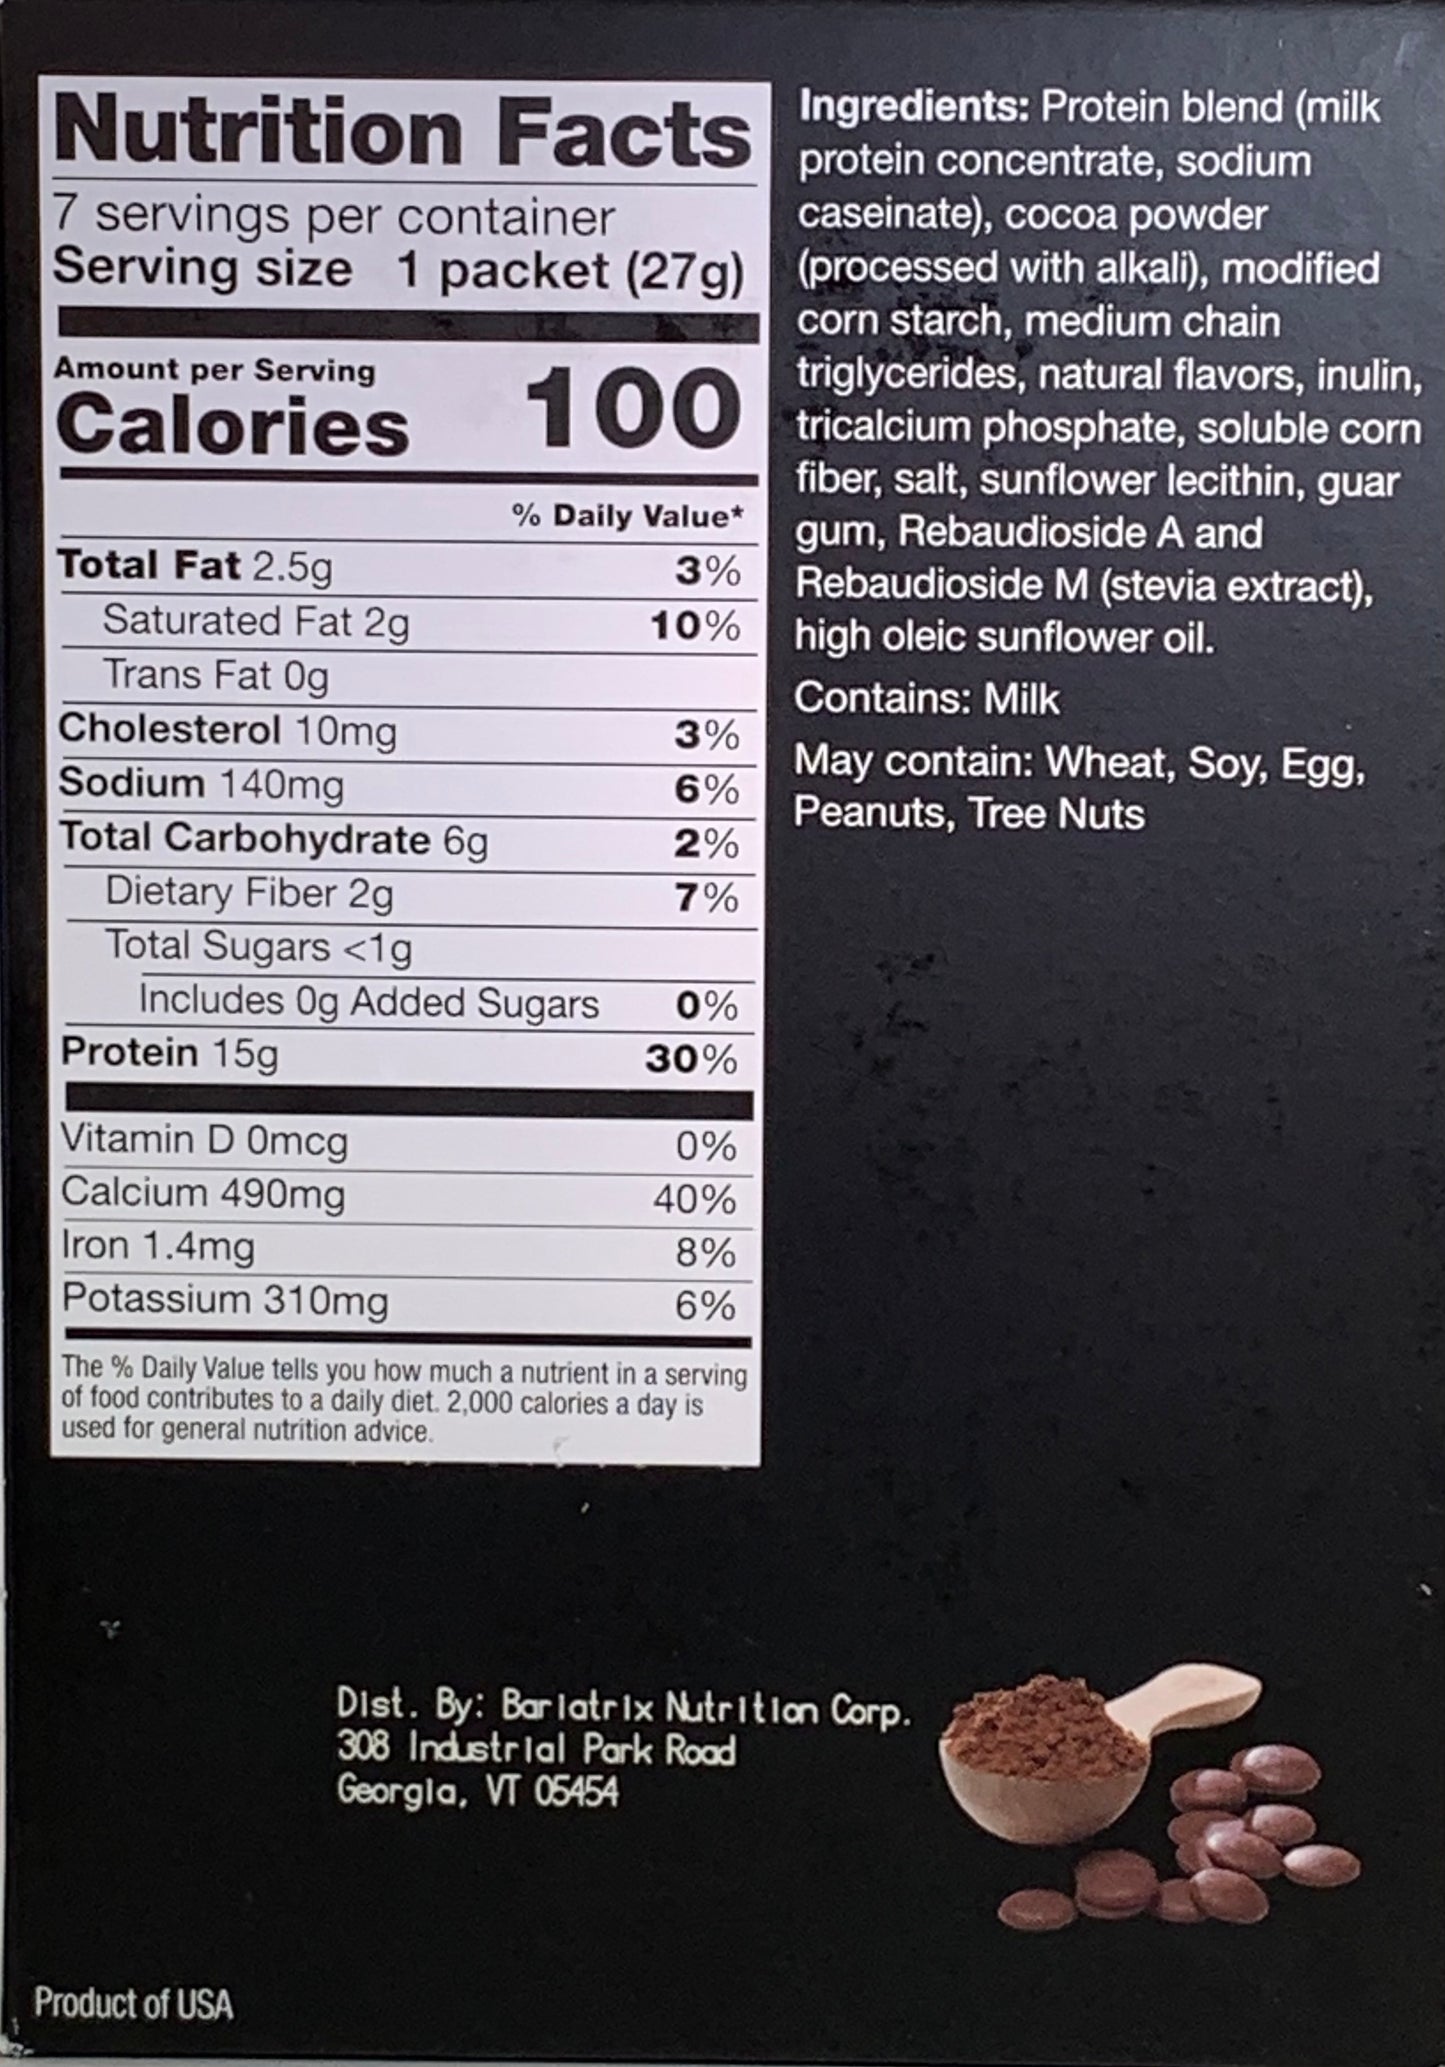 Nutrition Facts
7 servings per container
Serving size 1 packet (27g)
Amount per Serving
Calories 100
% Daily Value*
Total Fat 2.5g 3%
Saturated Fat 2g 10%
Trans Fat 0g
Cholesterol 10mg 3%
Sodium 140mg 6%
Total Carbohydrate 6g 2%
Dietary Fiber 2g 7%
Total Sugars <1g
Includes 0g Added Sugars 0%
Protein 15g 30%
Vitamin D 0mcg 0%
Calcium 490mg 40%
Iron 1.4mg 8%
Potassium 310mg 6%
The % Daily Value tells you how much a nutrient in a serving
of food contributes to a daily diet. 2,000 calories a day is
used for general nutrition advice.
Ingredients: Protein blend (milk
protein concentrate, sodium
caseinate), cocoa powder
(processed with alkali), modified
corn starch, medium chain
triglycerides, natural flavors, inulin,
tricalcium phosphate, soluble corn
fiber, salt, sunflower lecithin, guar
gum, Rebaudioside A and
Rebaudioside M (stevia extract),
high oleic sunflower oil.
Contains: Milk
May contain: Wheat, Soy, Egg,
Peanuts, Tree Nuts
Dist. By: Bariatrix Nutrition Corp.
308 Industrial Park Road
Georgia, VT 05454
Product of USA